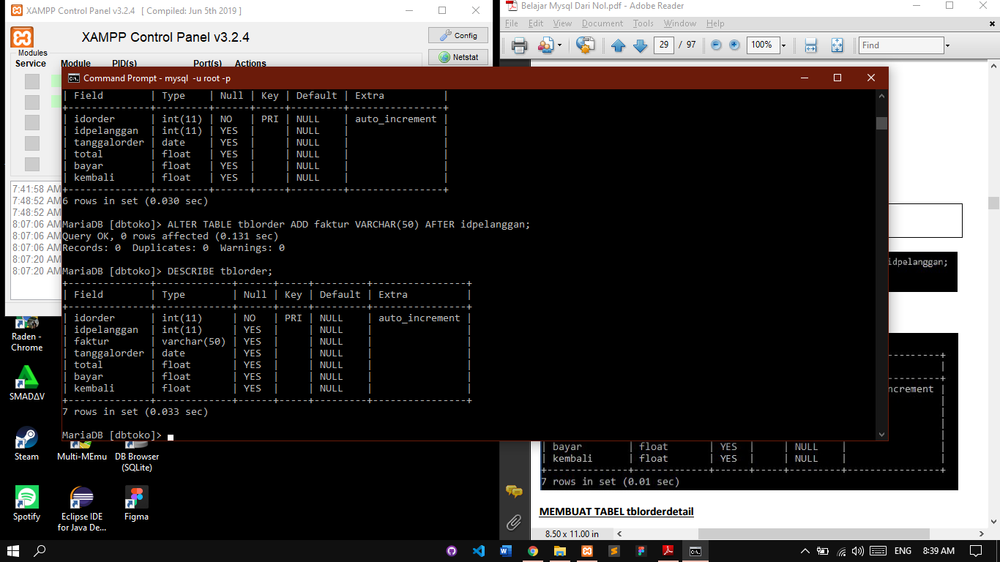 XAMPP Control Panel v3.2.4 [ Compiled: Jun 5th 2019 ]
XAMPP Control Panel v3.2.4
Config
Netstat
Modules
Service Module PID(s) Port(s) Actions
7:41:58 AM
7:48:52 AM
7:48:52 AM
8:07:06 AM
8:07:06 AM
8:07:06 AM
8:07:20 AM
8:07:20 AM
Belajar Mysql Dari Nol.pdf - Adobe Reader
File Edit View Document Tools Window Help
29 / 97 100% Find
Command Prompt - mysql -u root -p
| Field | Type | Null | Key | Default | Extra |
+--------------+---------+------+-----+---------+----------------+
| idorder | int(11) | NO | PRI | NULL | auto_increment |
| idpelanggan | int(11) | YES | | NULL | |
| tanggalorder | date | YES | | NULL | |
| total | float | YES | | NULL | |
| bayar | float | YES | | NULL | |
| kembali | float | YES | | NULL | |
+--------------+---------+------+-----+---------+----------------+
6 rows in set (0.030 sec)
MariaDB [dbtoko]> ALTER TABLE tblorder ADD faktur VARCHAR(50) AFTER idpelanggan;
Query OK, 0 rows affected (0.131 sec)
Records: 0 Duplicates: 0 Warnings: 0
MariaDB [dbtoko]> DESCRIBE tblorder;
+--------------+-------------+------+-----+---------+----------------+
| Field | Type | Null | Key | Default | Extra |
+--------------+-------------+------+-----+---------+----------------+
| idorder | int(11) | NO | PRI | NULL | auto_increment |
| idpelanggan | int(11) | YES | | NULL | |
| faktur | varchar(50) | YES | | NULL | |
| tanggalorder | date | YES | | NULL | |
| total | float | YES | | NULL | |
| bayar | float | YES | | NULL | |
| kembali | float | YES | | NULL | |
+--------------+-------------+------+-----+---------+----------------+
7 rows in set (0.033 sec)
MariaDB [dbtoko]>
idpelanggan;
ncrement |
| bayar | float | YES | | NULL | |
| kembali | float | YES | | NULL | |
+--------------+-------------+------+-----+---------+----------------+
7 rows in set (0.01 sec)
MEMBUAT TABEL tblorderdetail
8.50 x 11.00 in
Raden - Chrome
SMADΔV
Steam
Multi-MEmu
DB Browser (SQLite)
Spotify
Eclipse IDE for Java De...
Figma
ENG 8:39 AM